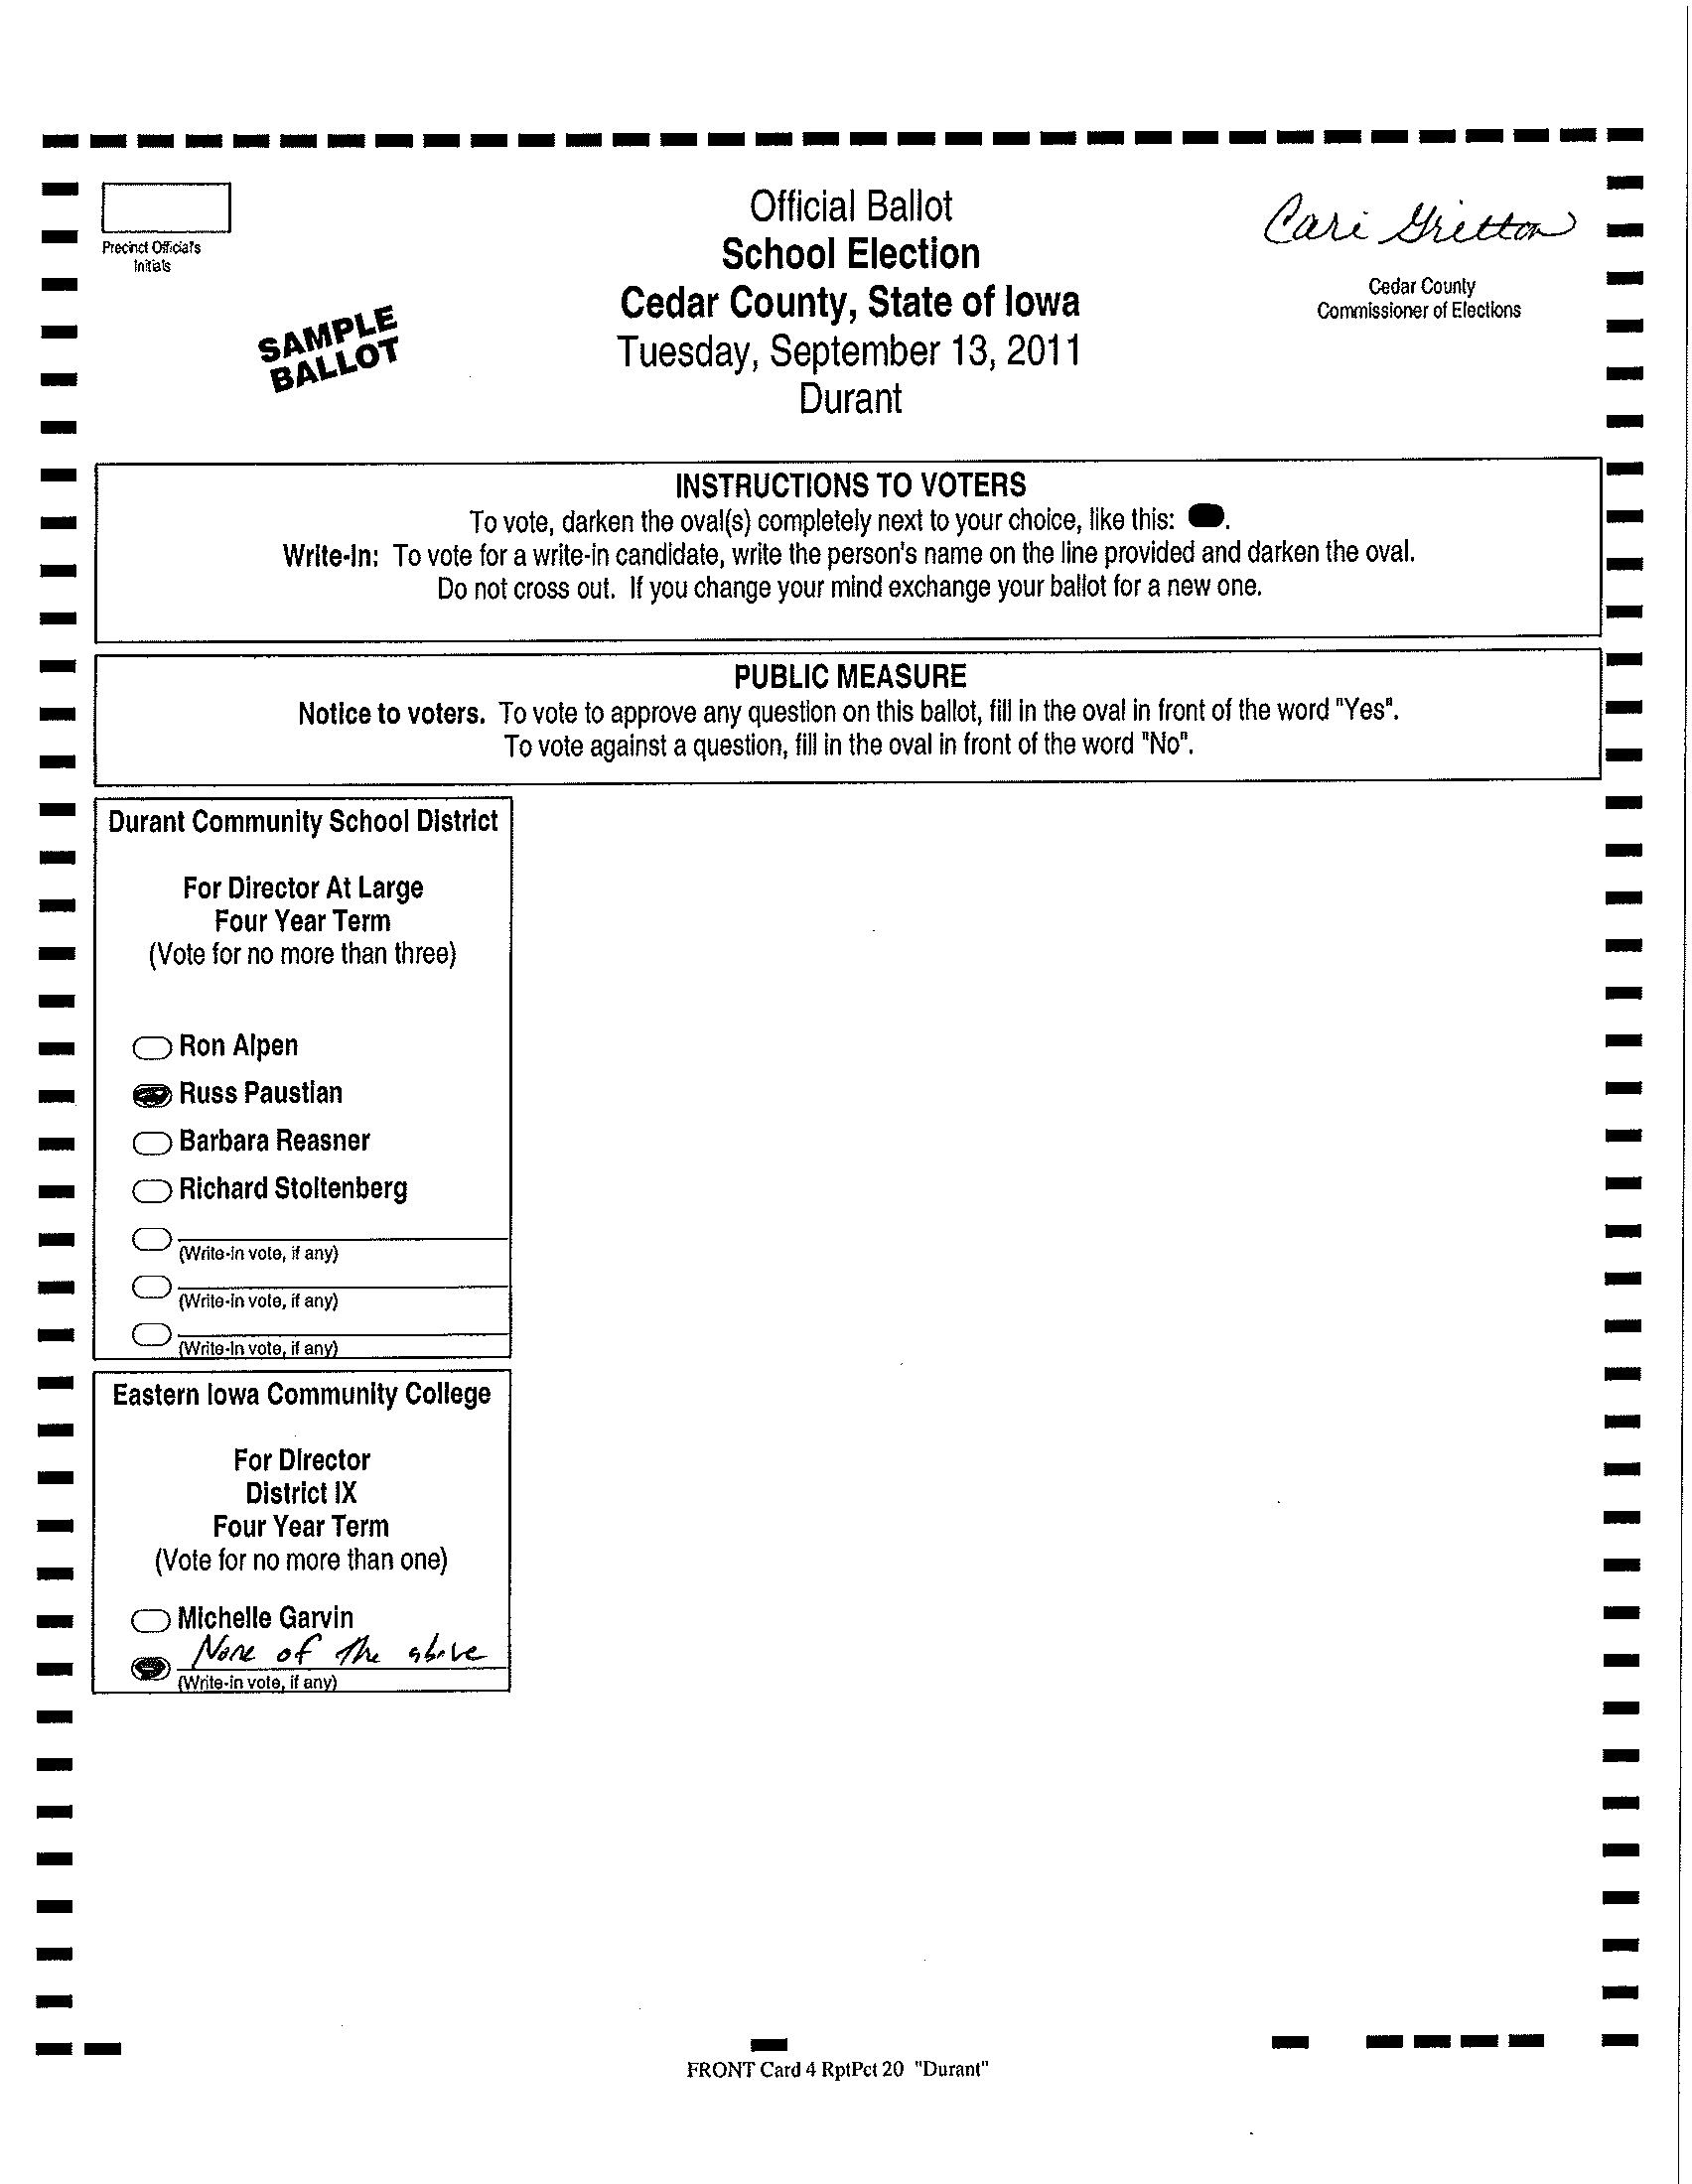 Official Ballot
School Election
Cedar County, State of Iowa
Tuesday, September 13, 2011
Durant
Precinct Official's
Initials
SAMPLE
BALLOT
Cari Gritton
Cedar County
Commissioner of Elections
INSTRUCTIONS TO VOTERS
To vote, darken the oval(s) completely next to your choice, like this: .
Write-In: To vote for a write-in candidate, write the person's name on the line provided and darken the oval.
Do not cross out. If you change your mind exchange your ballot for a new one.
PUBLIC MEASURE
Notice to voters. To vote to approve any question on this ballot, fill in the oval in front of the word "Yes".
To vote against a question, fill in the oval in front of the word "No".
Durant Community School District
For Director At Large
Four Year Term
(Vote for no more than three)
Ron Alpen
Russ Paustian
Barbara Reasner
Richard Stoltenberg
(Write-in vote, if any)
(Write-in vote, if any)
(Write-in vote, if any)
Eastern Iowa Community College
For Director
District IX
Four Year Term
(Vote for no more than one)
Michelle Garvin
None of the above
(Write-in vote, if any)
FRONT Card 4 RptPct 20 "Durant"